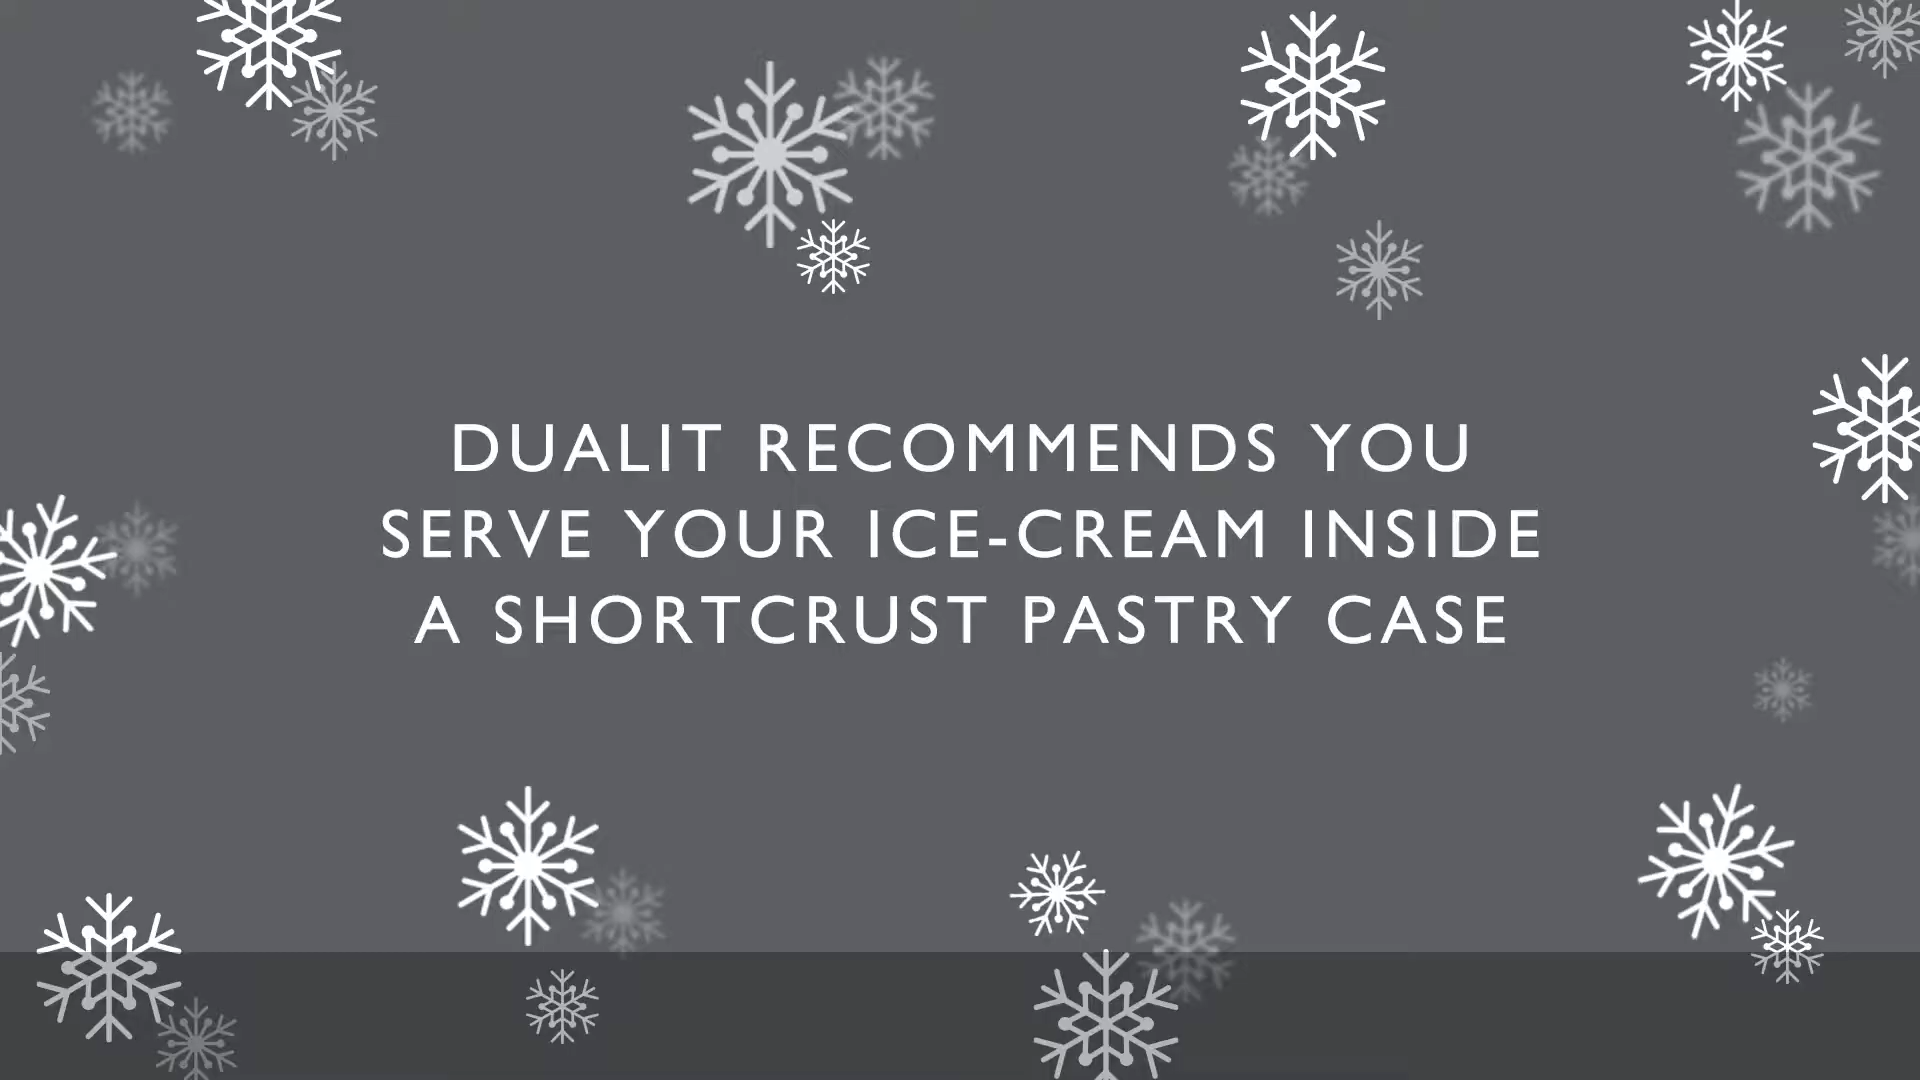 DUALIT RECOMMENDS YOU
SERVE YOUR ICE-CREAM INSIDE
A SHORTCRUST PASTRY CASE